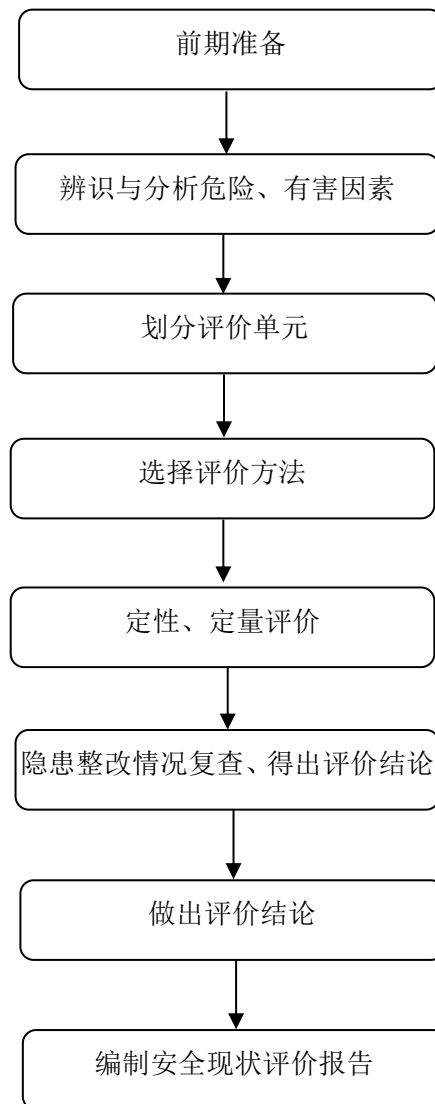 前期准备
辨识与分析危险、有害因素
划分评价单元
选择评价方法
定性、定量评价
隐患整改情况复查、得出评价结论
做出评价结论
编制安全现状评价报告